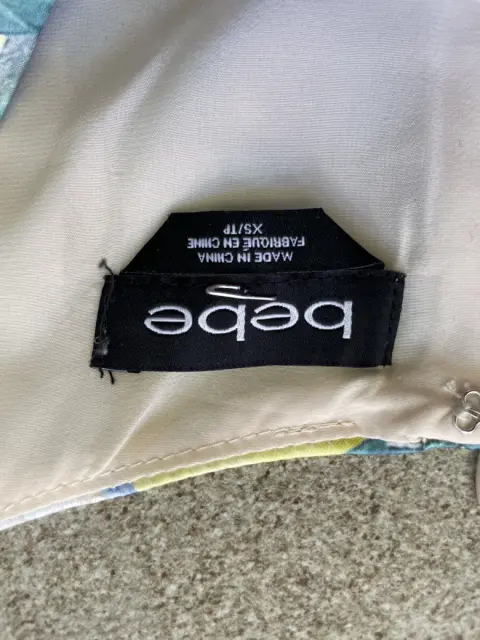 bebe
MADE IN CHINA
FABRIQUÉ EN CHINE
XS/TP